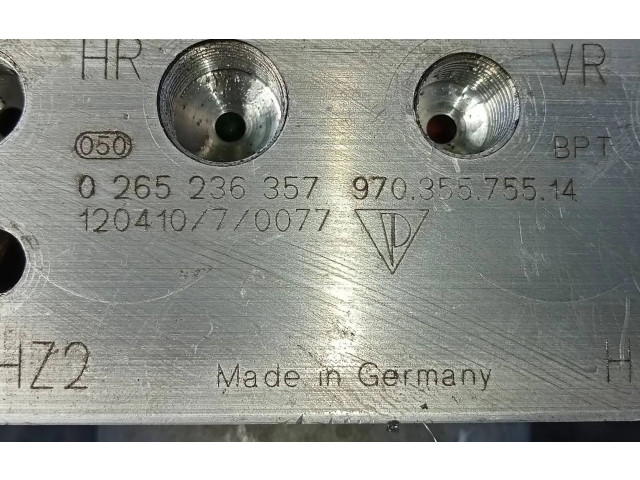 HR VR
050 BPT
0 265 236 357 970.355.755.14
120410/7/0077
HZ2 H
Made in Germany